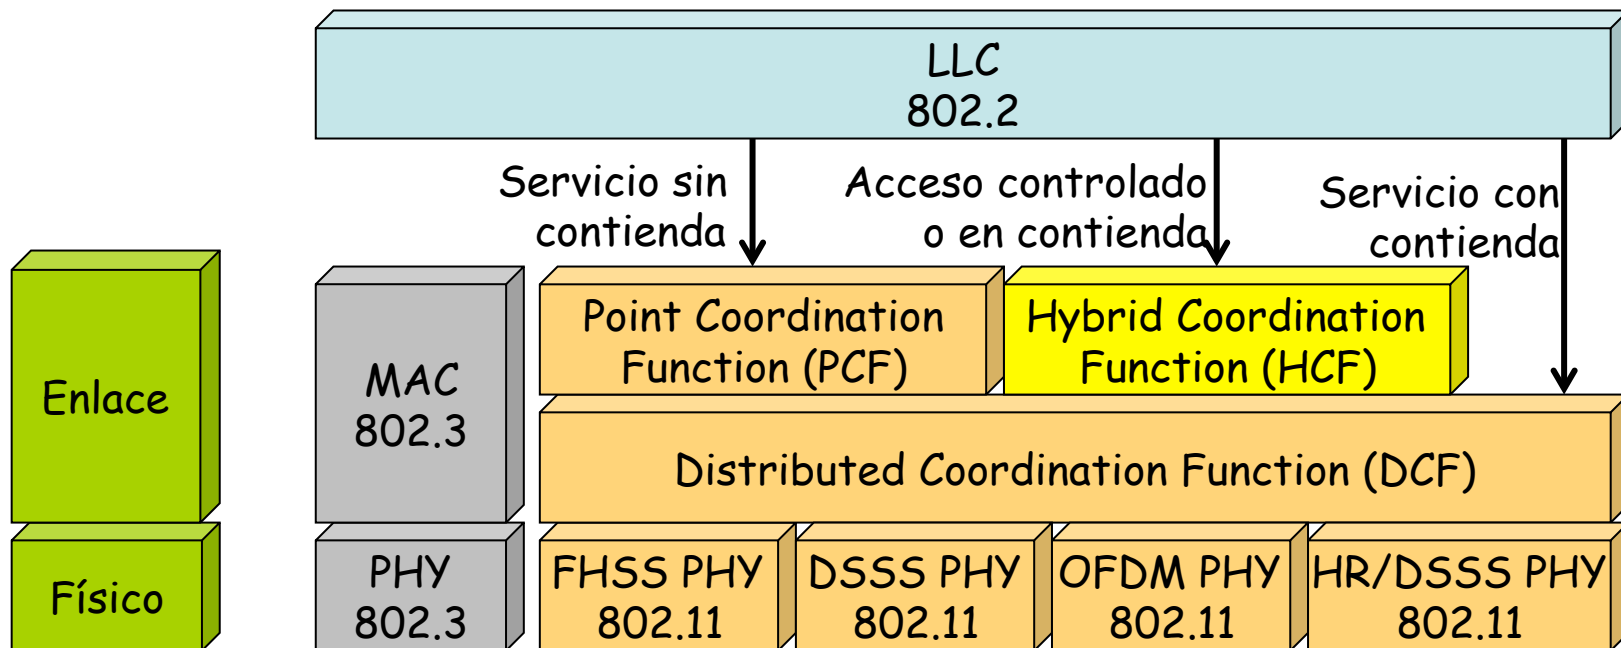 LLC
802.2
Servicio sin
contienda
Acceso controlado
o en contienda
Servicio con
contienda
Enlace
MAC
802.3
Point Coordination
Function (PCF)
Hybrid Coordination
Function (HCF)
Distributed Coordination Function (DCF)
Físico
PHY
802.3
FHSS PHY
802.11
DSSS PHY
802.11
OFDM PHY
802.11
HR/DSSS PHY
802.11